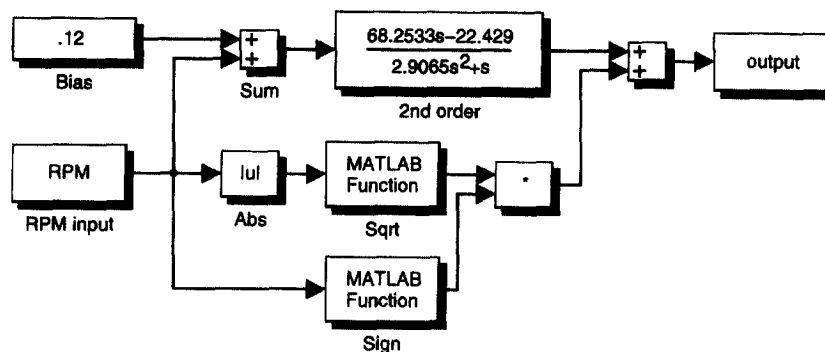 .12
Bias
+
+
Sum
68.2533s−22.429
2.9065s²+s
2nd order
+
+
output
RPM
RPM input
|u|
Abs
MATLAB
Function
Sqrt
*
MATLAB
Function
Sign